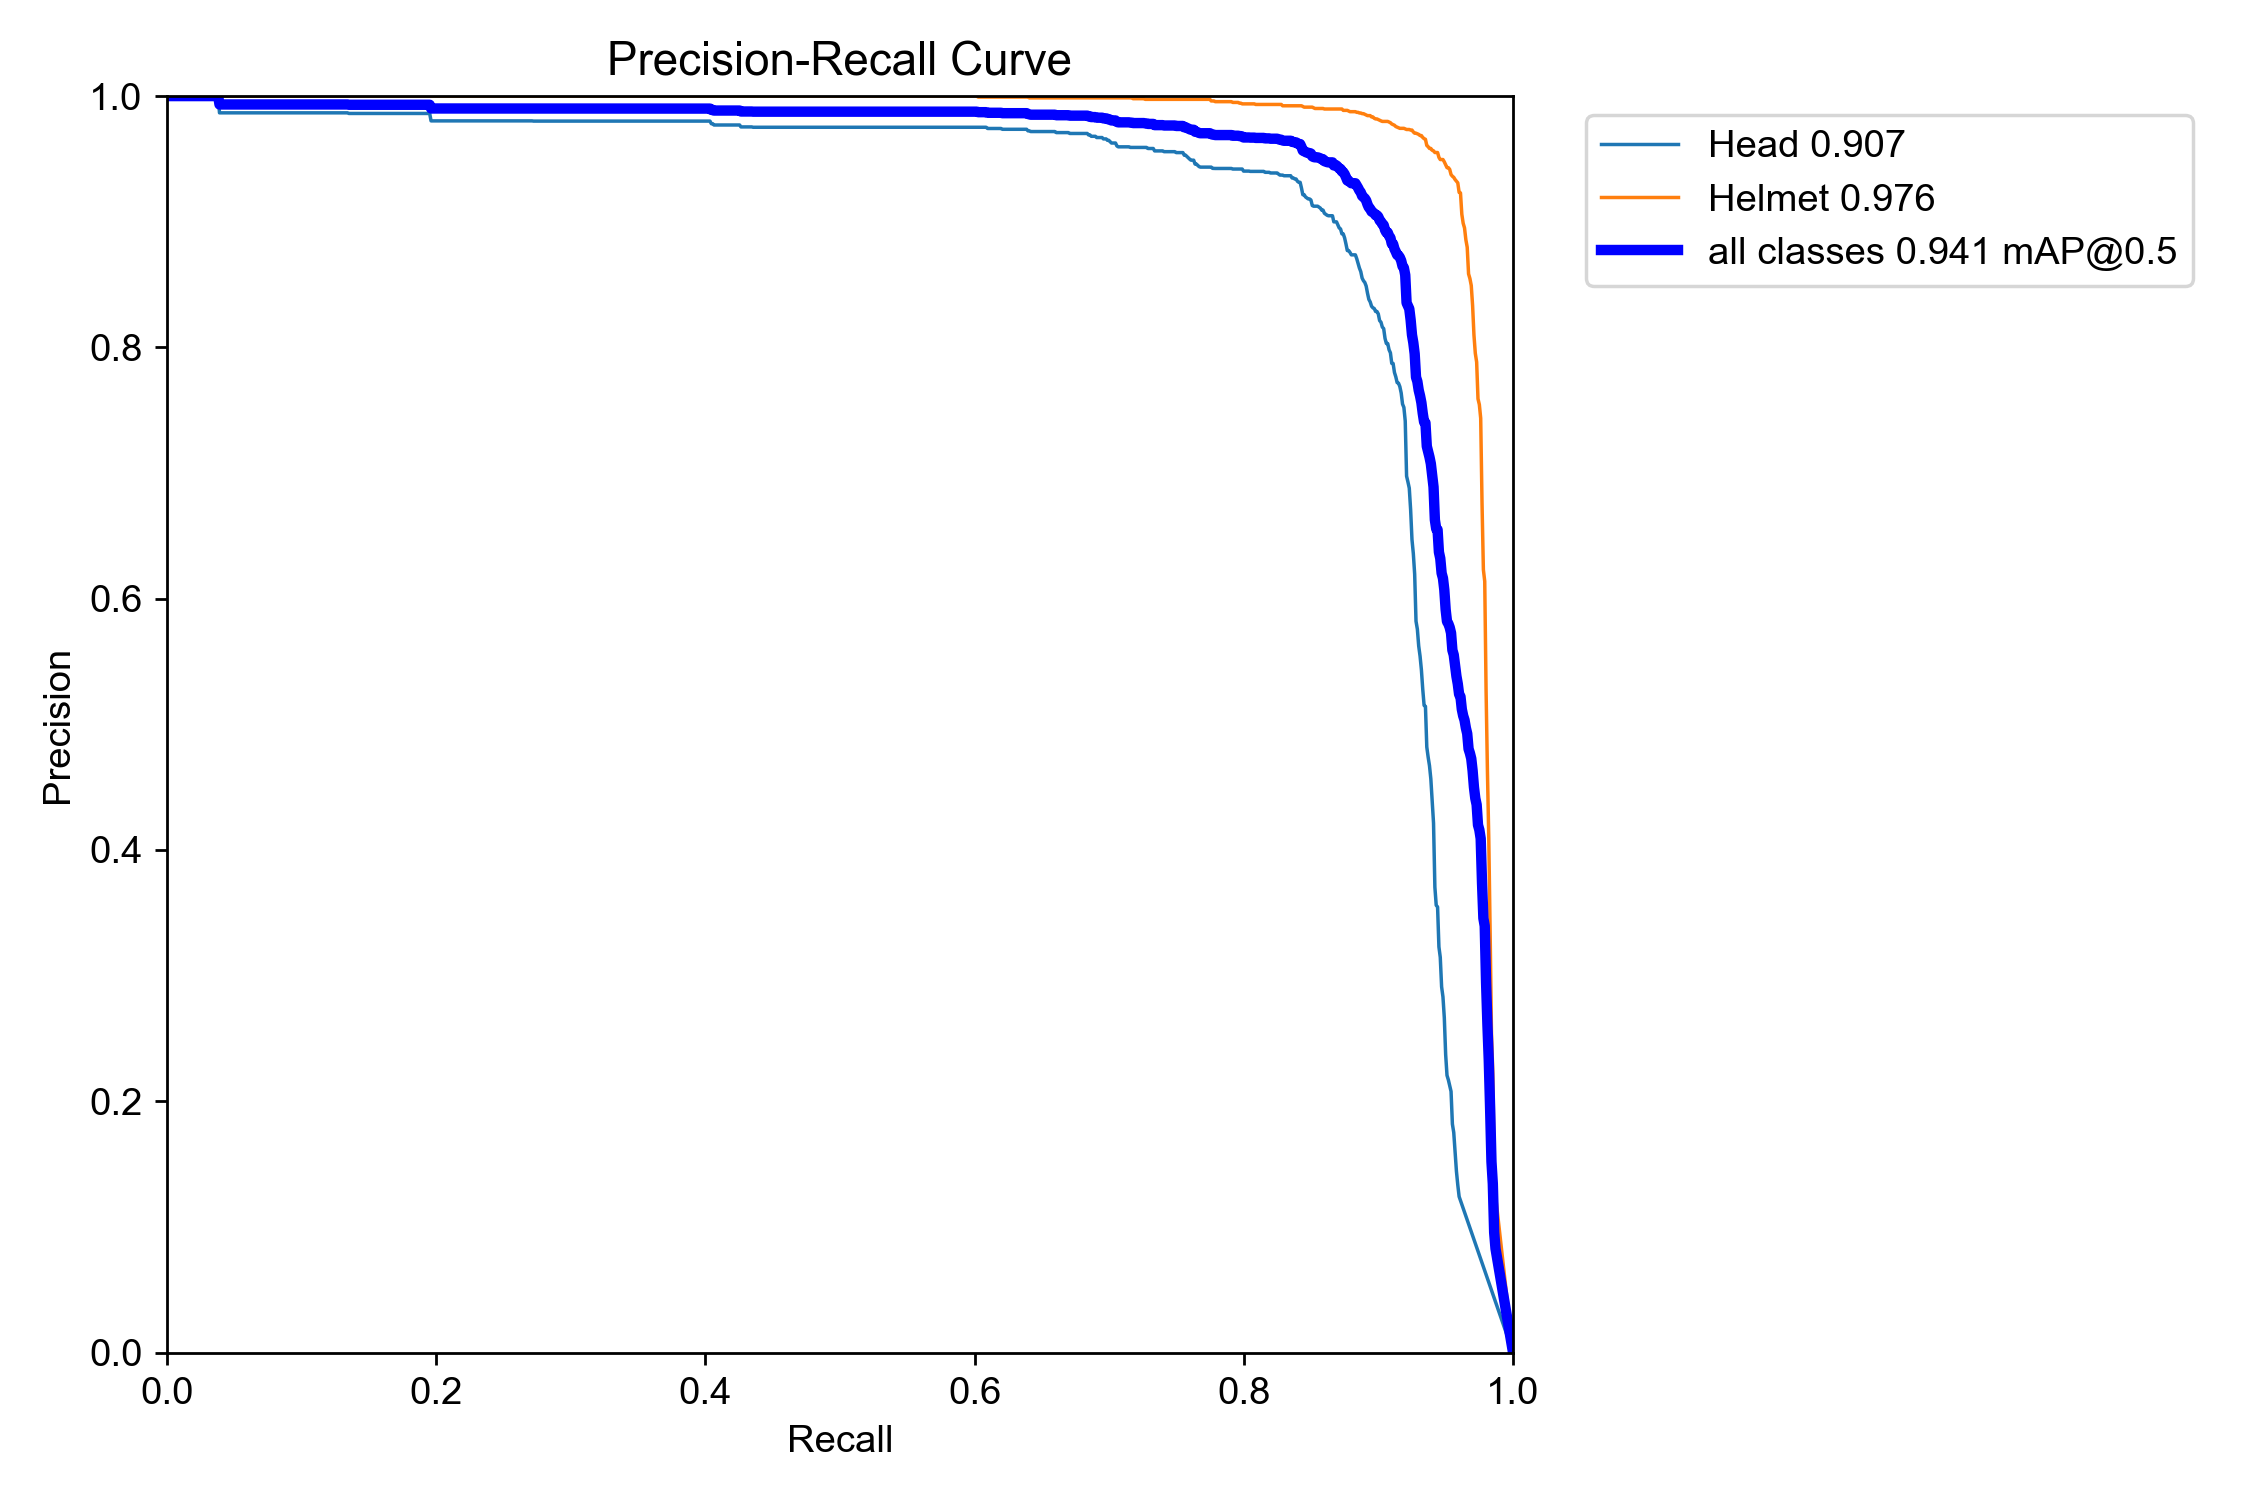 Precision-Recall Curve
1.0
0.8
0.6
0.4
0.2
0.0
Precision
0.0 0.2 0.4 0.6 0.8 1.0
Recall
Head 0.907
Helmet 0.976
all classes 0.941 mAP@0.5